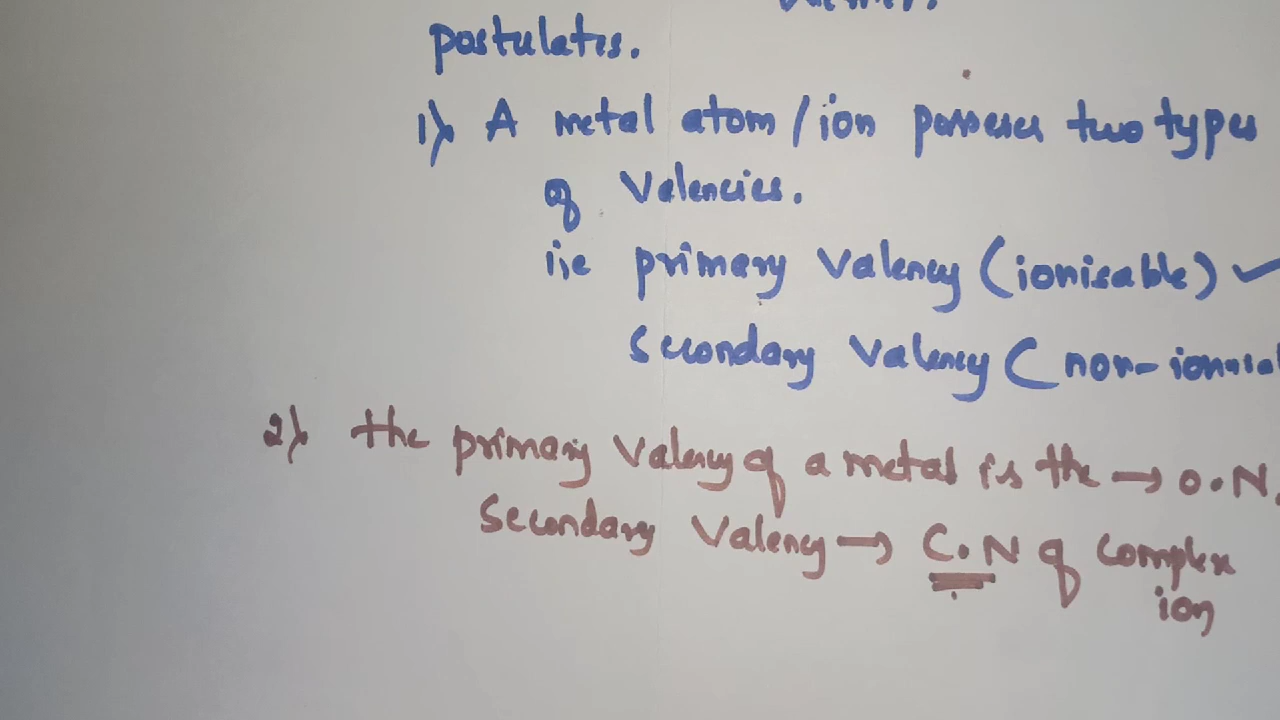 postulates.
1) A metal atom/ion possesses two types
of Valencies.
i,e primary valency (ionisable) ✓
Secondary Valency (non-ionisal
2) the primary Valency of a metal is the → O.N.
Secondary Valency → C.N of complex
ion